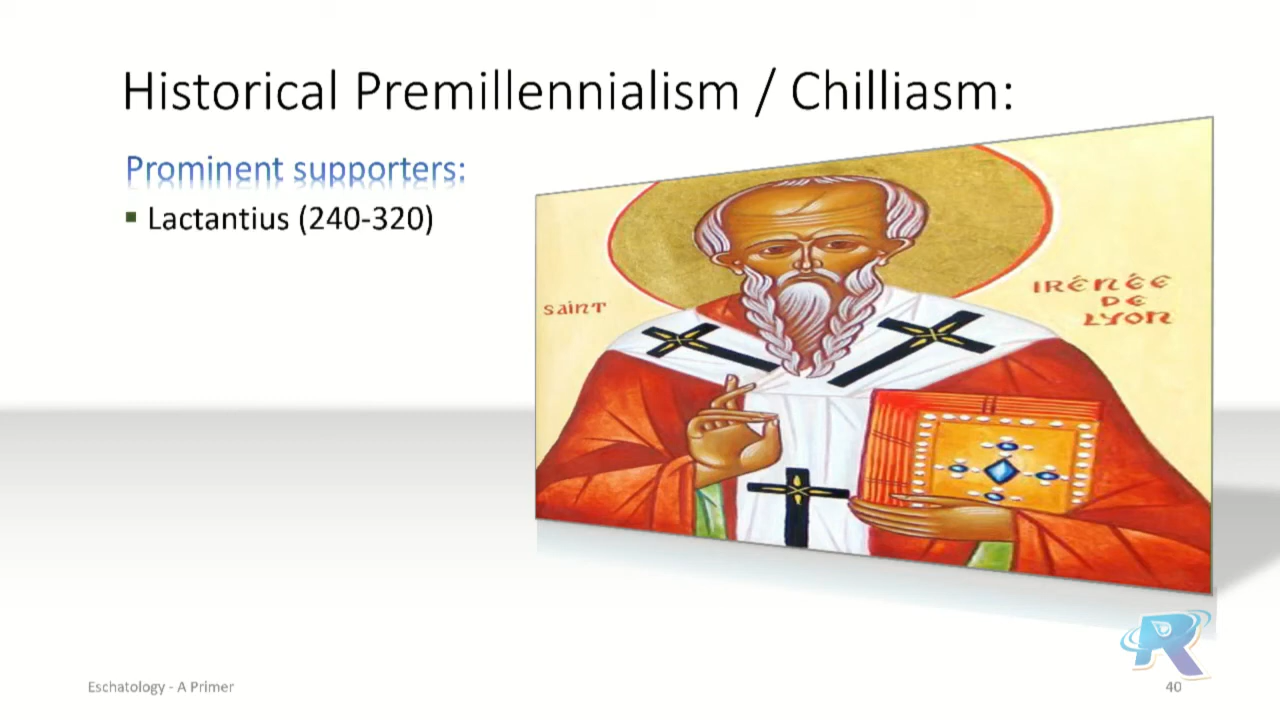 Historical Premillennialism / Chilliasm:
Prominent supporters:
▪ Lactantius (240-320)
saint
IRÉNÉE
DE
LYON
R
Eschatology - A Primer
40